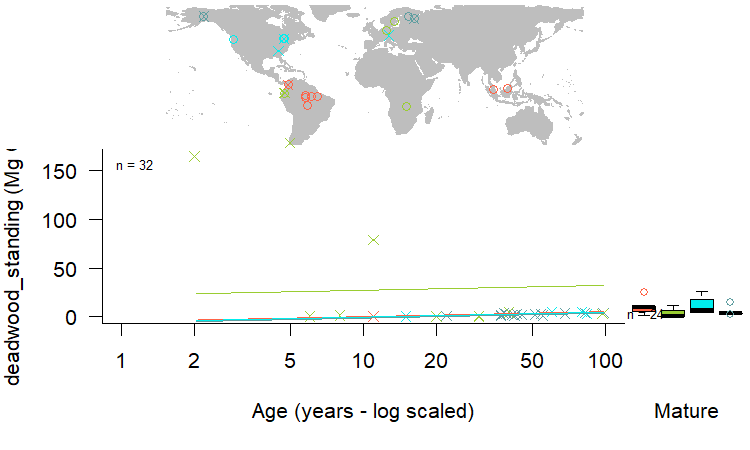 deadwood_standing (Mg
n = 32
150
100
50
0
1 2 5 10 20 50 100
n = 24
Age (years - log scaled)
Mature